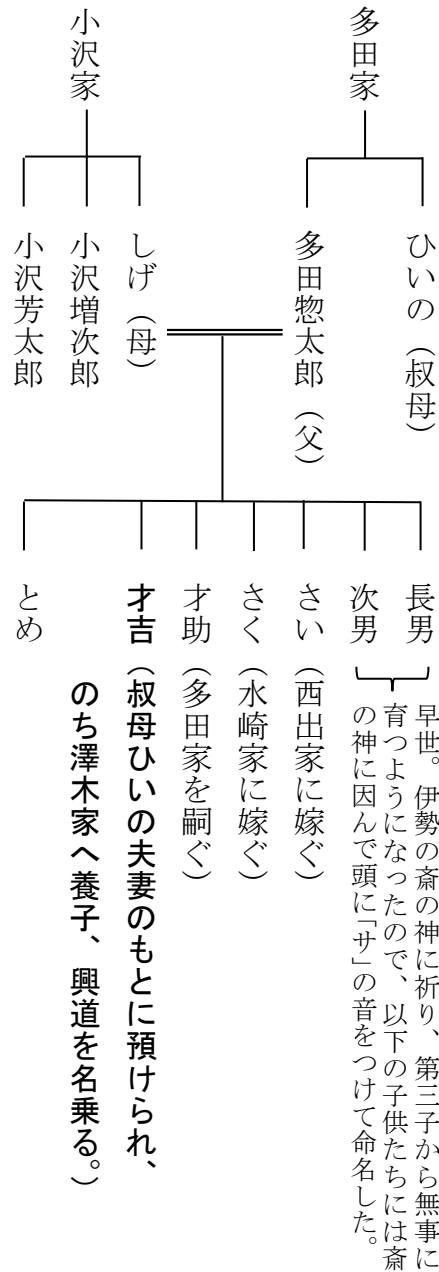 多田家
小沢家
ひいの（叔母）
多田惣太郎（父）
しげ（母）
小沢増次郎
小沢芳太郎
長男
次男
早世。伊勢の斎の神に祈り、第三子から無事に
育つようになったので、以下の子供たちには斎
の神に因んで頭に「サ」の音をつけて命名した。
さい（西出家に嫁ぐ）
さく（水崎家に嫁ぐ）
才助（多田家を嗣ぐ）
才吉（叔母ひいの夫妻のもとに預けられ、
のち澤木家へ養子、興道を名乗る。）
とめ